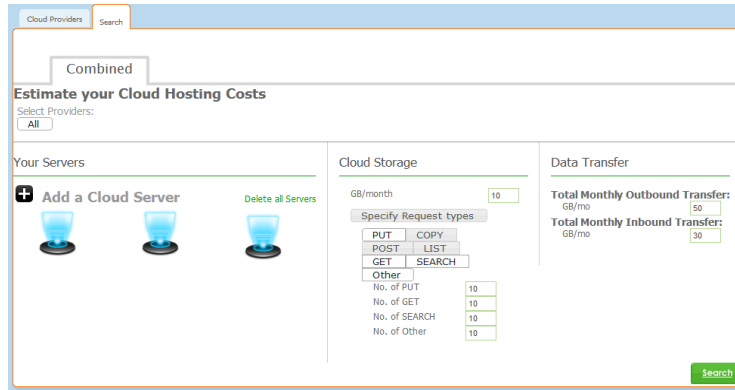 Cloud Providers
Search
Combined
Estimate your Cloud Hosting Costs
Select Providers:
All
Your Servers
Add a Cloud Server
Delete all Servers
Cloud Storage
GB/month 10
Specify Request types
PUT COPY
POST LIST
GET SEARCH
Other
No. of PUT 10
No. of GET 10
No. of SEARCH 10
No. of Other 10
Data Transfer
Total Monthly Outbound Transfer:
GB/mo 50
Total Monthly Inbound Transfer:
GB/mo 30
Search